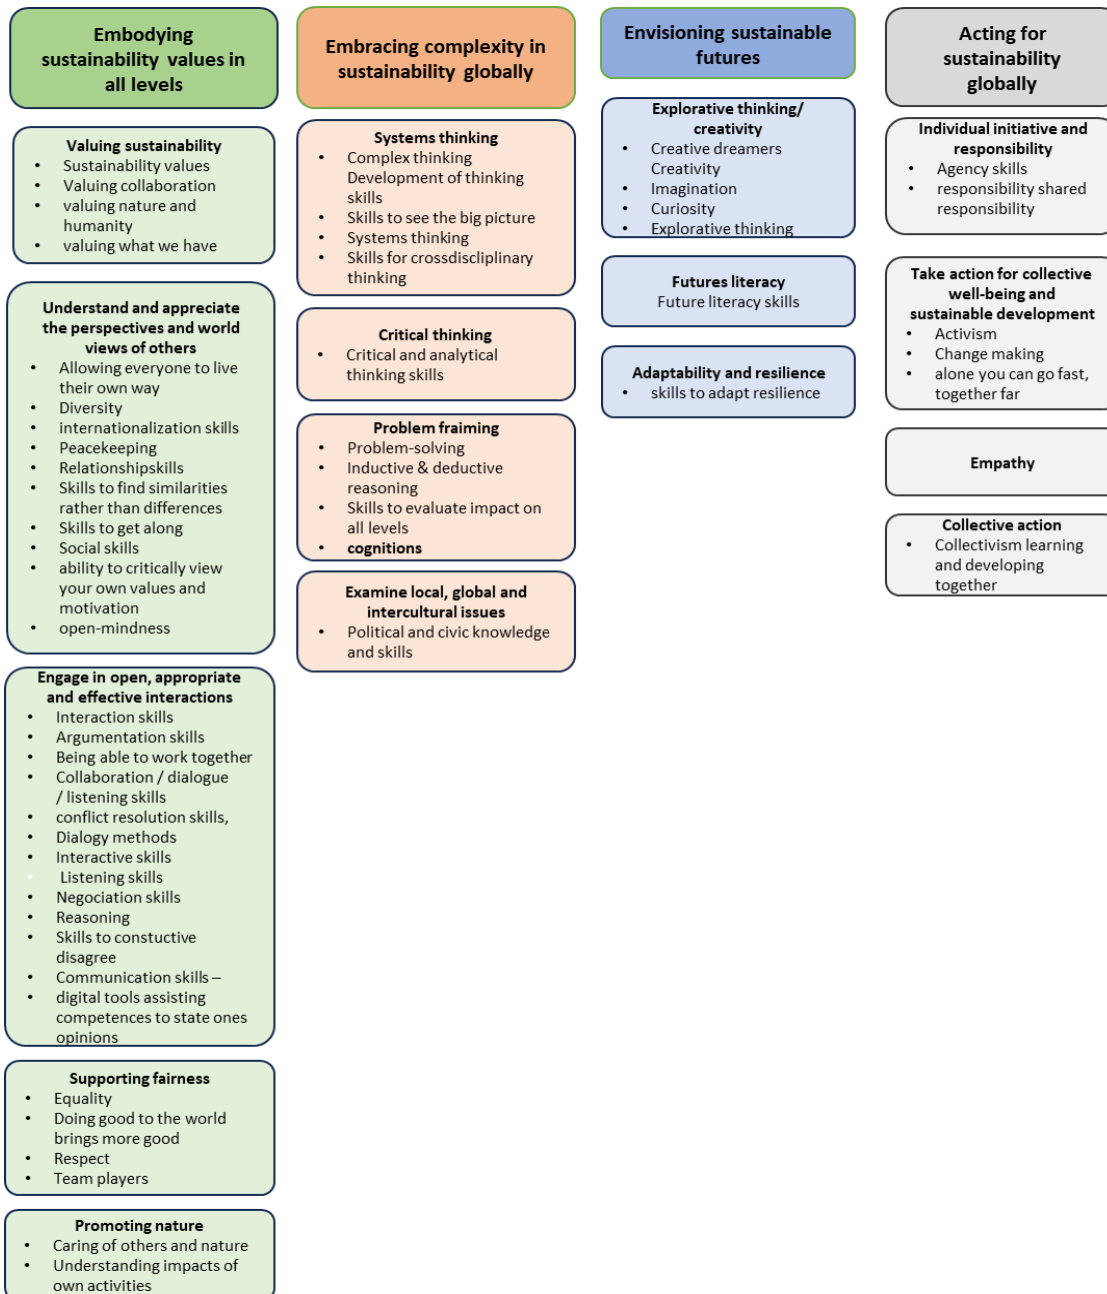 Embodying
sustainability values in
all levels
Valuing sustainability
• Sustainability values
• Valuing collaboration
• valuing nature and
humanity
• valuing what we have
Understand and appreciate
the perspectives and world
views of others
• Allowing everyone to live
their own way
• Diversity
• internationalization skills
• Peacekeeping
• Relationshipskills
• Skills to find similarities
rather than differences
• Skills to get along
• Social skills
• ability to critically view
your own values and
motivation
• open-mindness
Engage in open, appropriate
and effective interactions
• Interaction skills
• Argumentation skills
• Being able to work together
• Collaboration / dialogue
/ listening skills
• conflict resolution skills,
• Dialogy methods
• Interactive skills
• Listening skills
• Negociation skills
• Reasoning
• Skills to constuctive
disagree
• Communication skills –
• digital tools assisting
competences to state ones
opinions
Supporting fairness
• Equality
• Doing good to the world
brings more good
• Respect
• Team players
Promoting nature
• Caring of others and nature
• Understanding impacts of
own activities
Embracing complexity in
sustainability globally
Systems thinking
• Complex thinking
Development of thinking
skills
• Skills to see the big picture
• Systems thinking
• Skills for crossdiscliplinary
thinking
Critical thinking
• Critical and analytical
thinking skills
Problem fraiming
• Problem-solving
• Inductive & deductive
reasoning
• Skills to evaluate impact on
all levels
• cognitions
Examine local, global and
intercultural issues
• Political and civic knowledge
and skills
Envisioning sustainable
futures
Explorative thinking/
creativity
• Creative dreamers
Creativity
• Imagination
• Curiosity
• Explorative thinking
Futures literacy
Future literacy skills
Adaptability and resilience
• skills to adapt resilience
Acting for
sustainability
globally
Individual initiative and
responsibility
• Agency skills
• responsibility shared
responsibility
Take action for collective
well-being and
sustainable development
• Activism
• Change making
• alone you can go fast,
together far
Empathy
Collective action
• Collectivism learning
and developing
together